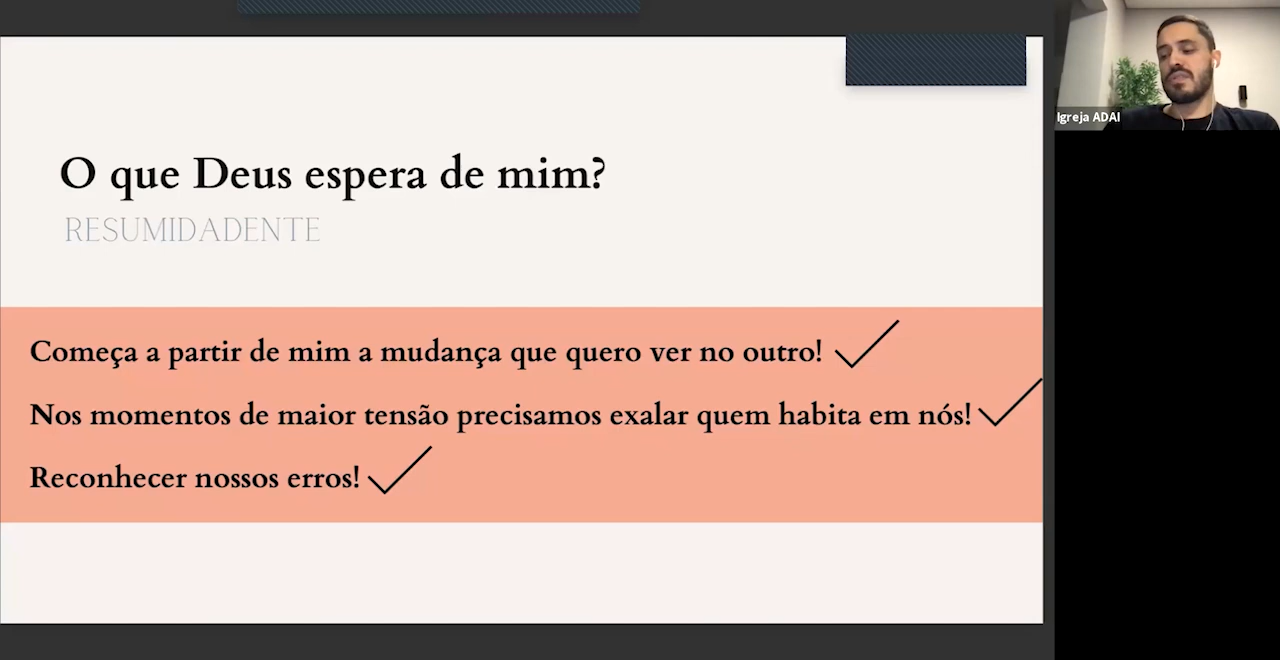 O que Deus espera de mim?
RESUMIDADENTE
Começa a partir de mim a mudança que quero ver no outro!
Nos momentos de maior tensão precisamos exalar quem habita em nós!
Reconhecer nossos erros!
Igreja ADAI